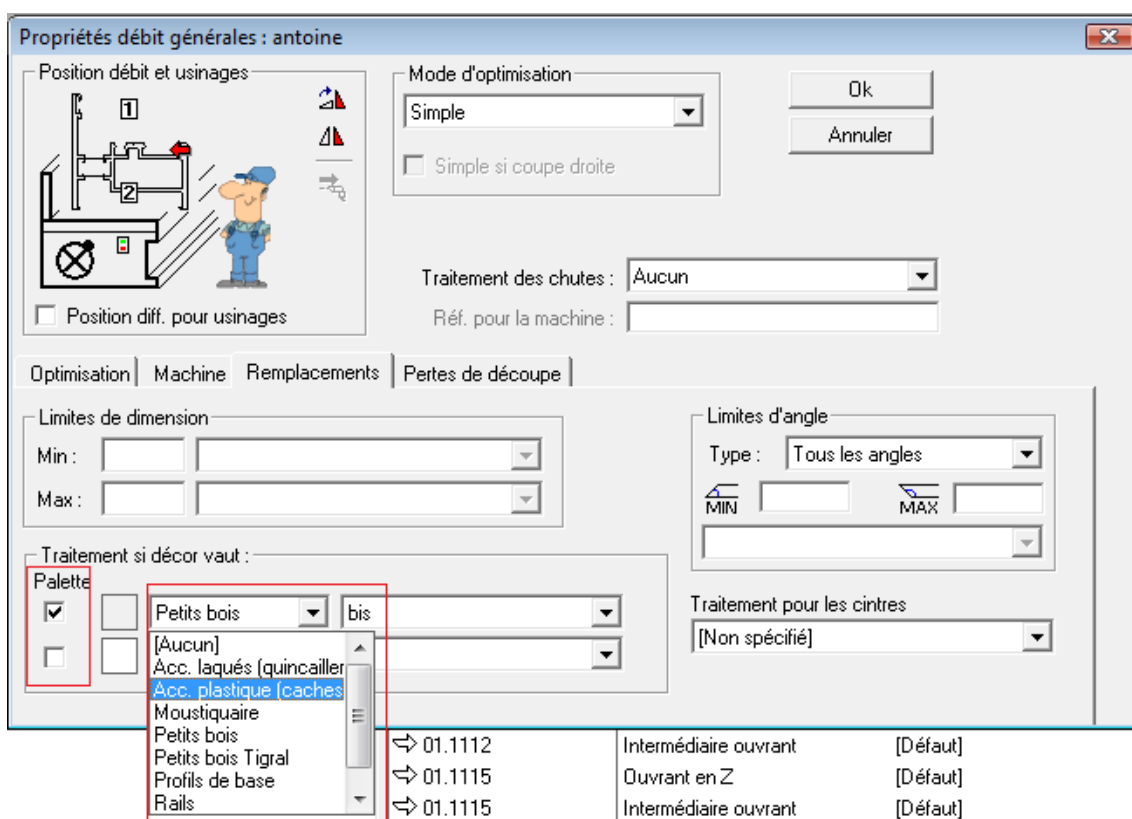 Propriétés débit générales : antoine
Position débit et usinages
1
2
Position diff. pour usinages
Mode d'optimisation
Simple
Simple si coupe droite
Ok
Annuler
Traitement des chutes : Aucun
Réf. pour la machine :
Optimisation Machine Remplacements Pertes de découpe
Limites de dimension
Min :
Max :
Limites d'angle
Type : Tous les angles
MIN MAX
Traitement si décor vaut :
Palette
Petits bois bis
[Aucun]
Acc. laqués (quincailler
Acc. plastique (caches
Moustiquaire
Petits bois
Petits bois Tigral
Profils de base
Rails
Traitement pour les cintres
[Non spécifié]
01.1112 Intermédiaire ouvrant [Défaut]
01.1115 Ouvrant en Z [Défaut]
01.1115 Intermédiaire ouvrant [Défaut]